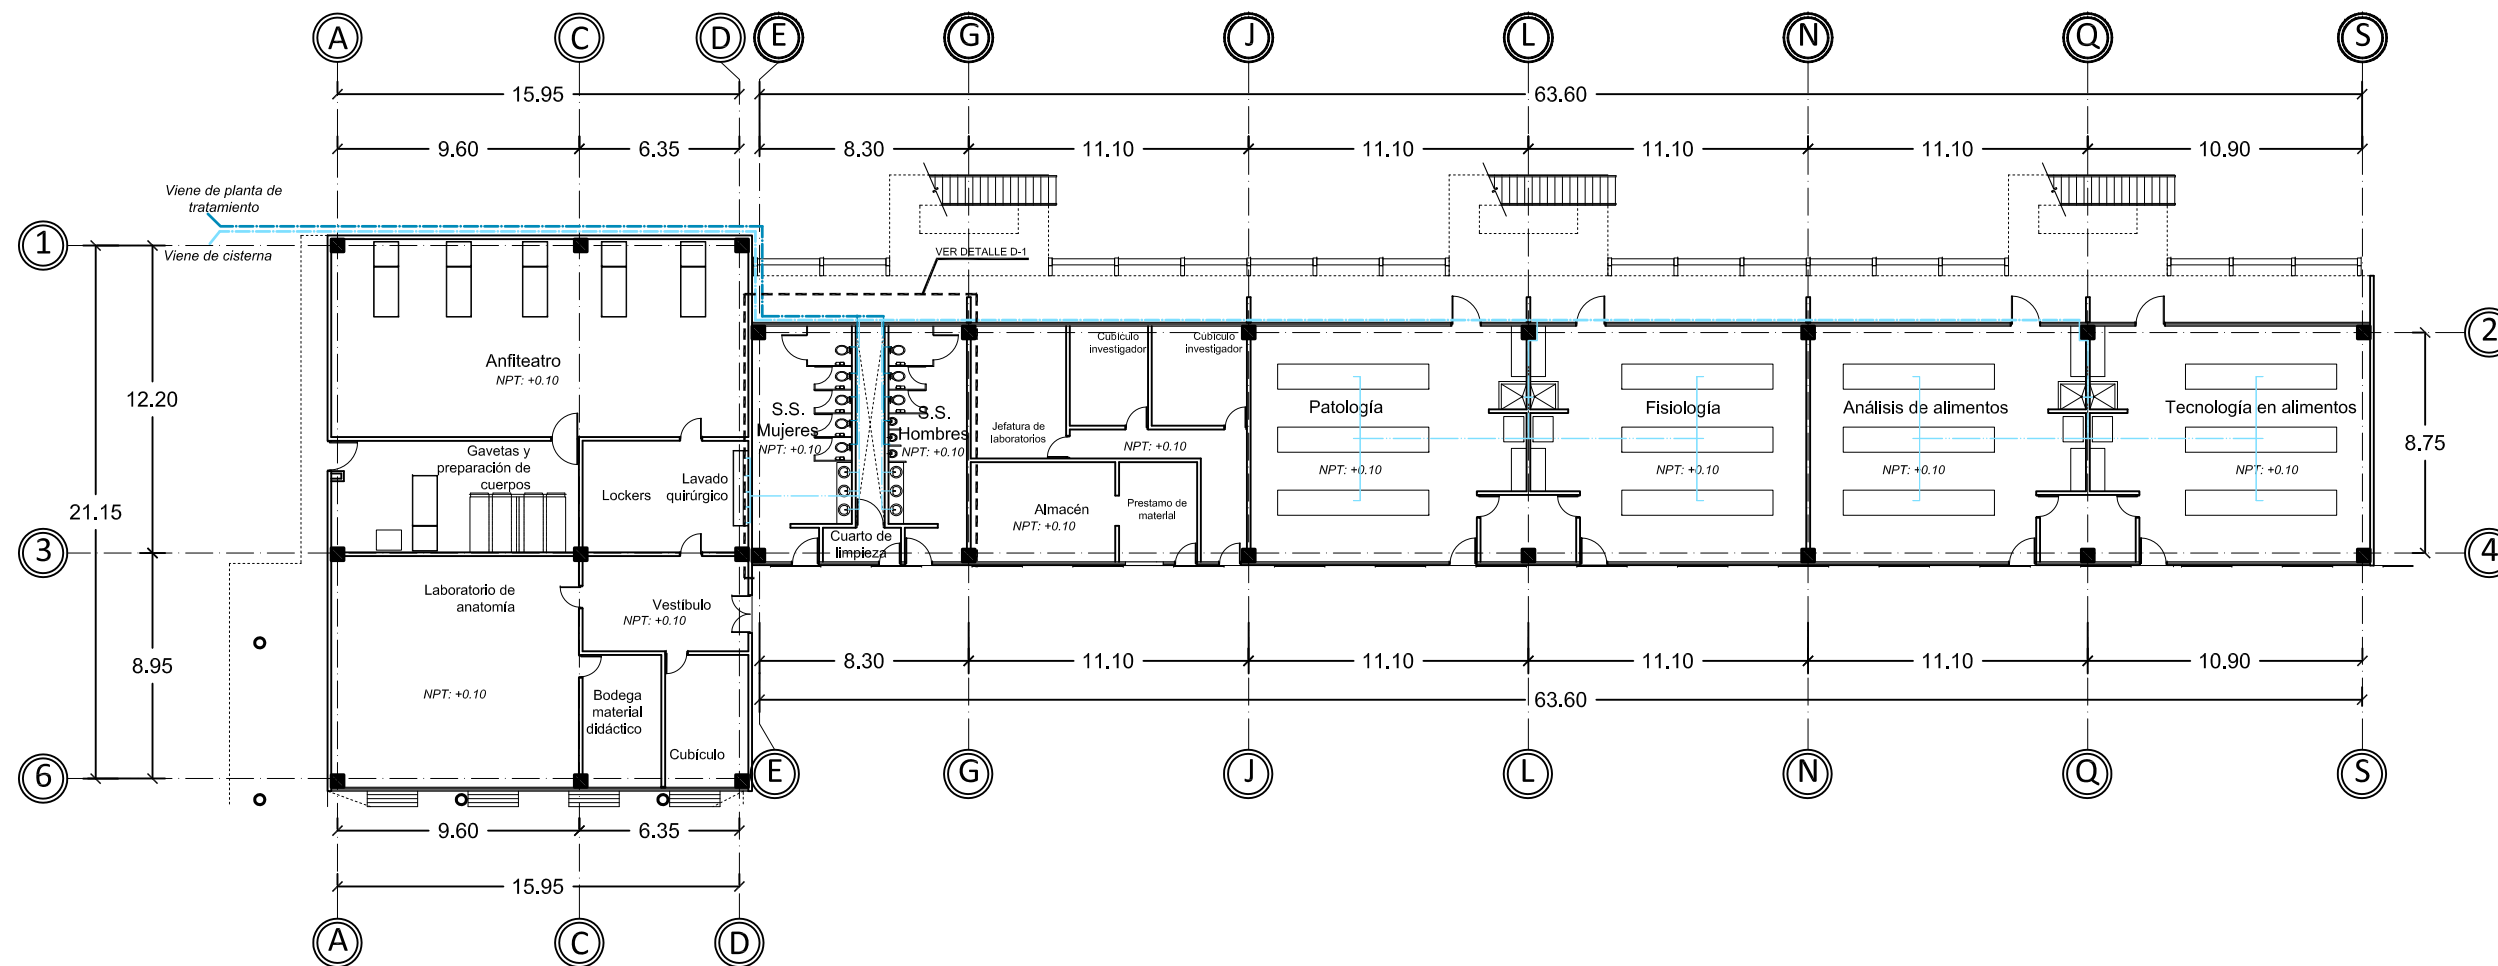 A C D E G J L N Q S
15.95 63.60
9.60 6.35 8.30 11.10 11.10 11.10 11.10 10.90
Viene de planta de
tratamiento
Viene de cisterna
VER DETALLE D-1
1
2
3
4
6
12.20
21.15
8.95
8.75
Anfiteatro
NPT: +0.10
Gavetas y
preparación de
cuerpos
Lockers
Lavado
quirúrgico
S.S.
Mujeres
NPT: +0.10
S.S.
Hombres
NPT: +0.10
Cuarto de
limpieza
Jefatura de
laboratorios
Cubículo
investigador
Cubículo
investigador
NPT: +0.10
Almacén
NPT: +0.10
Prestamo de
material
Patología
NPT: +0.10
Fisiología
NPT: +0.10
Análisis de alimentos
NPT: +0.10
Tecnología en alimentos
NPT: +0.10
Laboratorio de
anatomía
NPT: +0.10
Vestíbulo
NPT: +0.10
Bodega
material
didáctico
Cubículo
8.30 11.10 11.10 11.10 11.10 10.90
63.60
E G J L N Q S
9.60 6.35
15.95
A C D